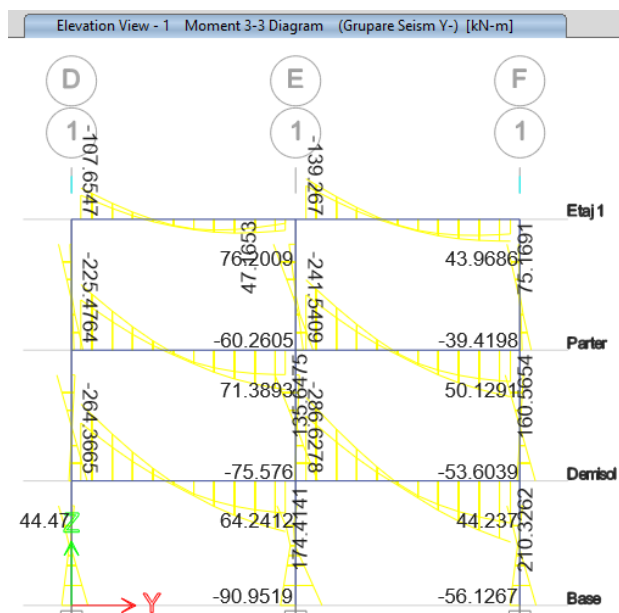 Elevation View - 1 Moment 3-3 Diagram (Grupare Seism Y-) [kN-m]
D E F
1 1 1
-107.6547
-139.267
Etaj 1
47.1653
76.2009
43.9686
75.1691
-225.4764
-241.5409
-60.2605
-39.4198
Parter
71.3893
135.6475
50.1291
160.5654
-264.3665
-286.6278
-75.576
-53.6039
Demisol
44.47
Z
64.2412
174.4141
44.237
210.3262
Y
-90.9519
-56.1267
Base